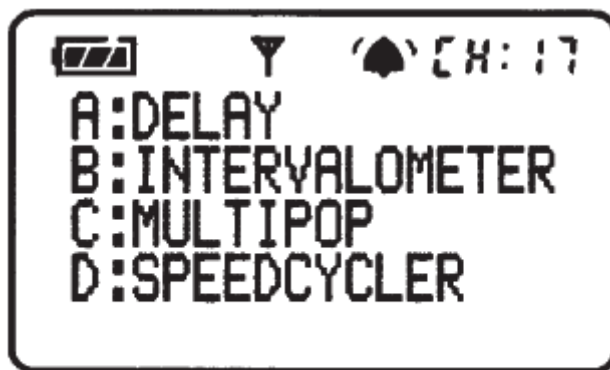 CH:17
A:DELAY
B:INTERVALOMETER
C:MULTIPOP
D:SPEEDCYCLER